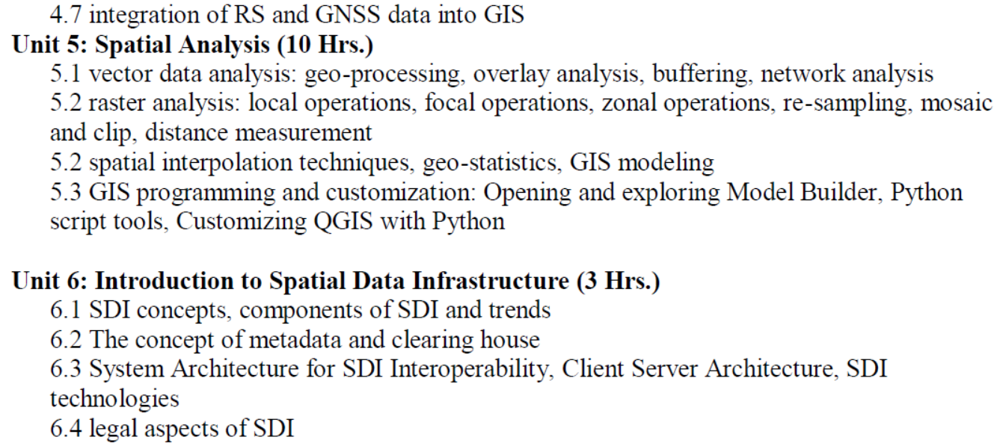 4.7 integration of RS and GNSS data into GIS
Unit 5: Spatial Analysis (10 Hrs.)
5.1 vector data analysis: geo-processing, overlay analysis, buffering, network analysis
5.2 raster analysis: local operations, focal operations, zonal operations, re-sampling, mosaic
and clip, distance measurement
5.2 spatial interpolation techniques, geo-statistics, GIS modeling
5.3 GIS programming and customization: Opening and exploring Model Builder, Python
script tools, Customizing QGIS with Python
Unit 6: Introduction to Spatial Data Infrastructure (3 Hrs.)
6.1 SDI concepts, components of SDI and trends
6.2 The concept of metadata and clearing house
6.3 System Architecture for SDI Interoperability, Client Server Architecture, SDI
technologies
6.4 legal aspects of SDI